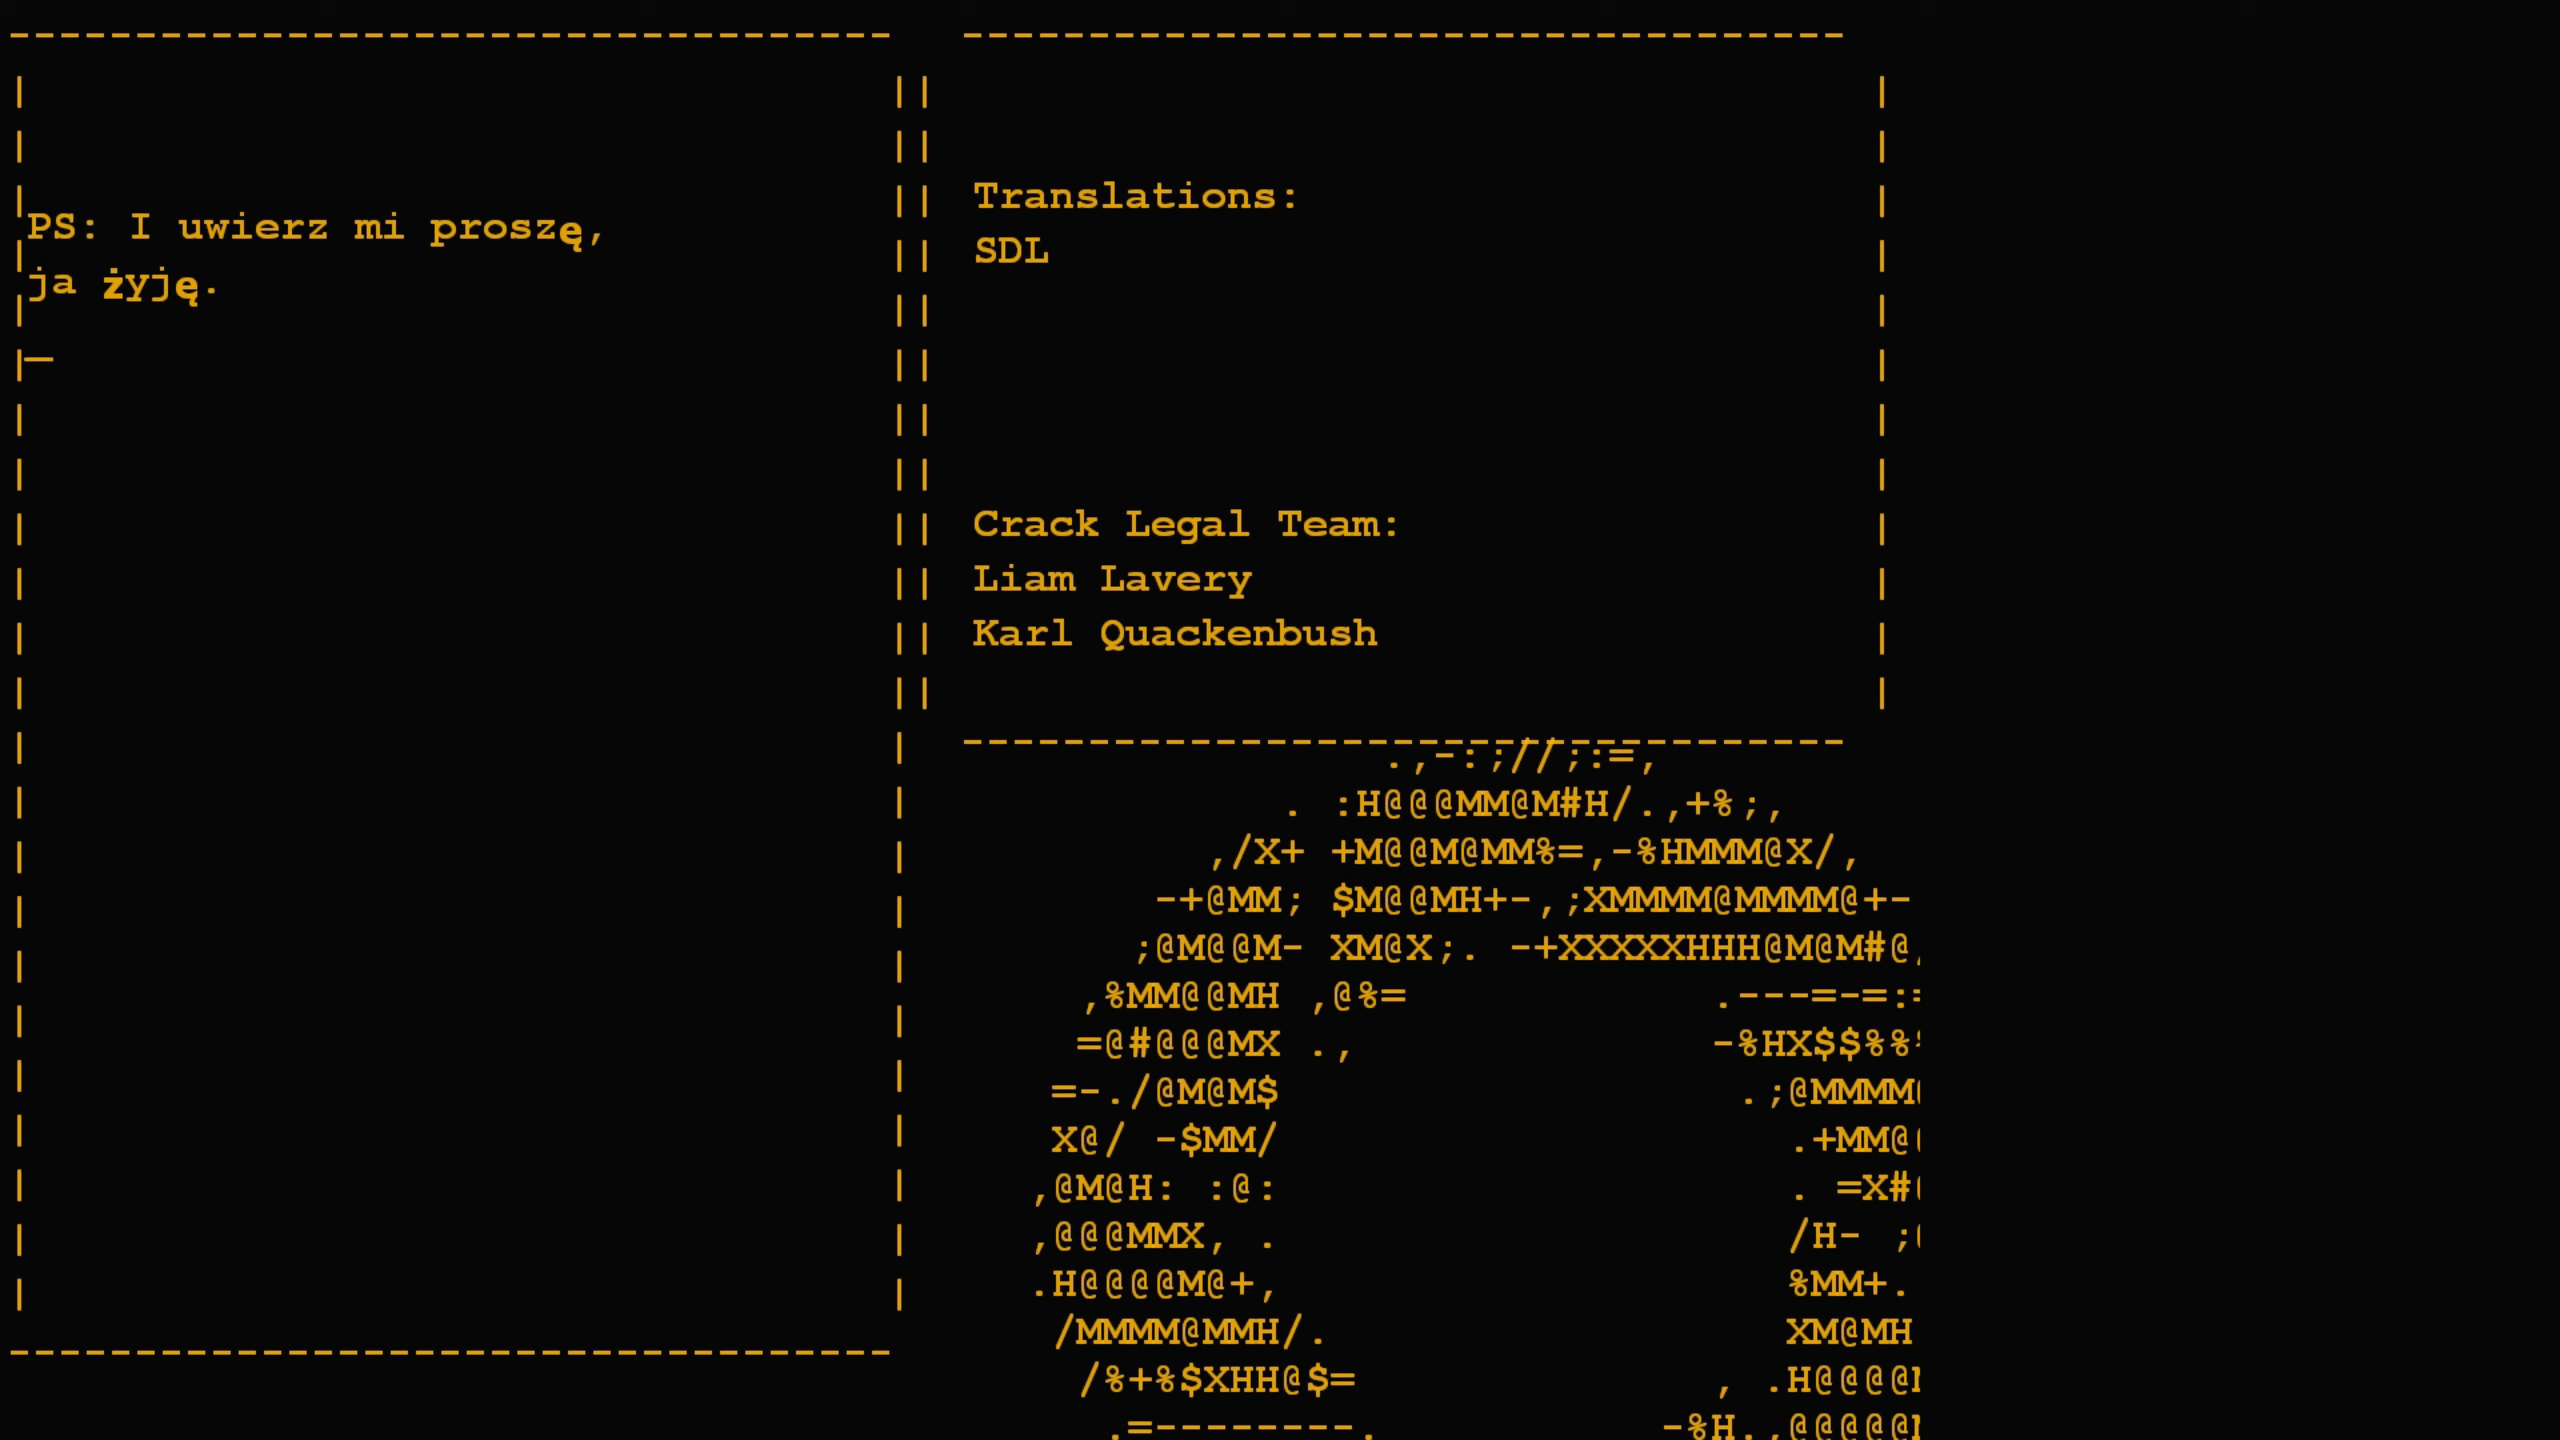 PS: I uwierz mi proszę,
ja żyję.
Translations:
SDL
Crack Legal Team:
Liam Lavery
Karl Quackenbush